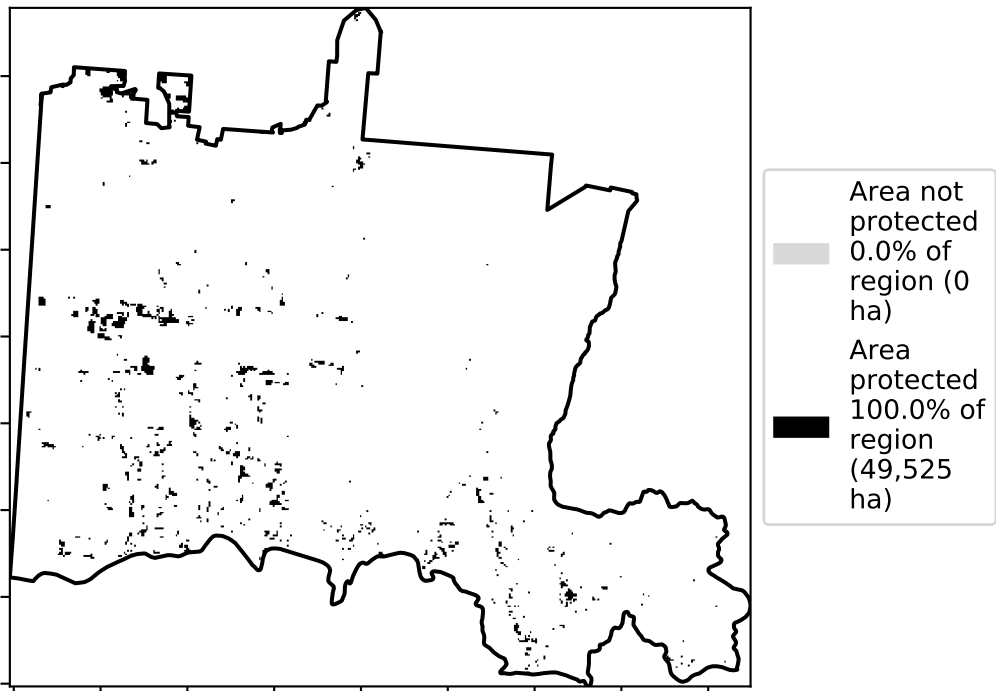 Area not
protected
0.0% of
region (0
ha)
Area
protected
100.0% of
region
(49,525
ha)